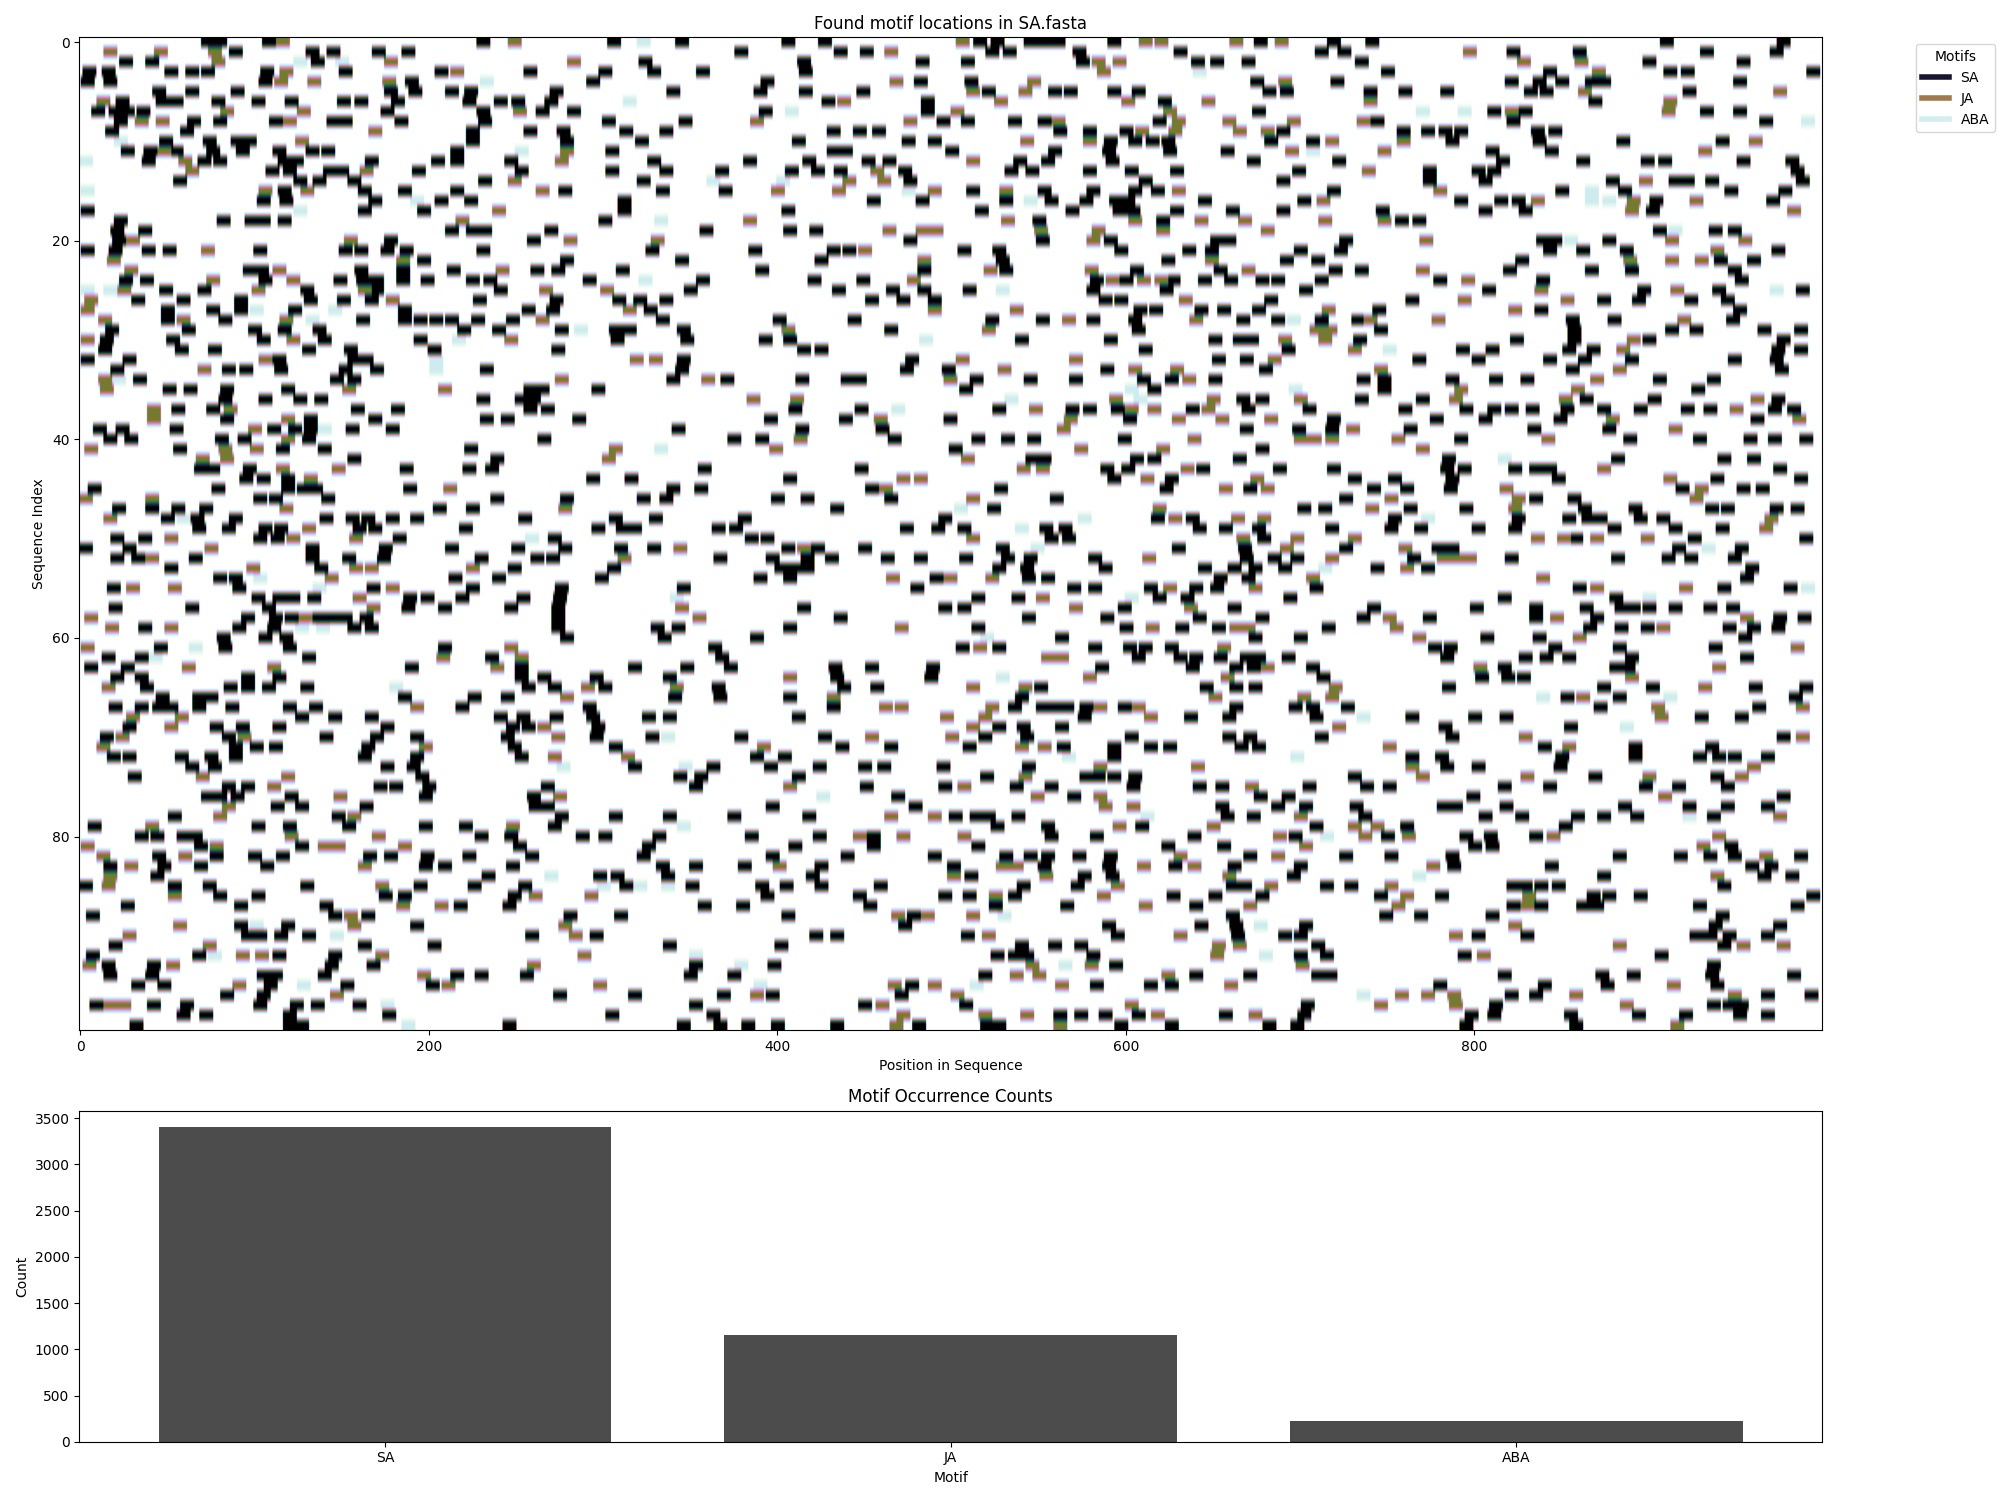 Found motif locations in SA.fasta
Motifs
SA
JA
ABA
0
20
40
60
80
Sequence Index
0 200 400 600 800
Position in Sequence
Motif Occurrence Counts
3500
3000
2500
2000
1500
1000
500
0
Count
SA JA ABA
Motif